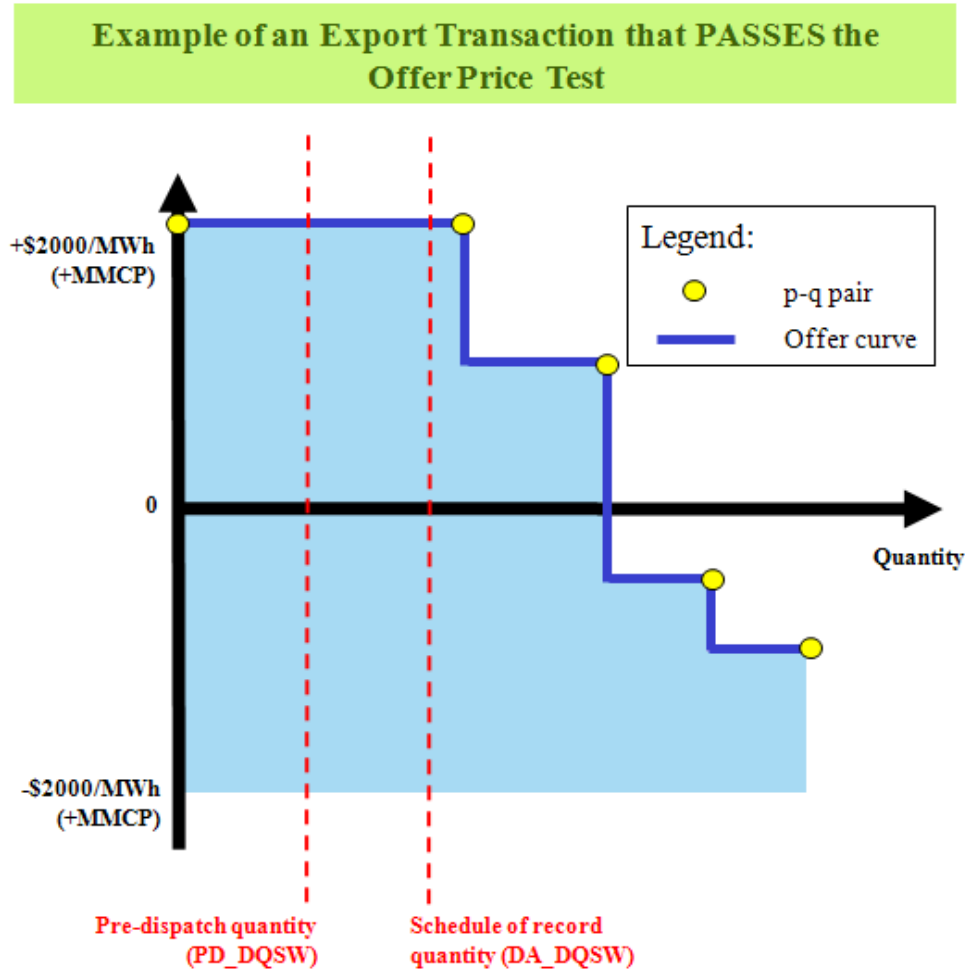 Example of an Export Transaction that PASSES the
Offer Price Test
+$2000/MWh
(+MMCP)
Legend:
p-q pair
Offer curve
0
Quantity
-$2000/MWh
(+MMCP)
Pre-dispatch quantity
(PD_DQSW)
Schedule of record
quantity (DA_DQSW)